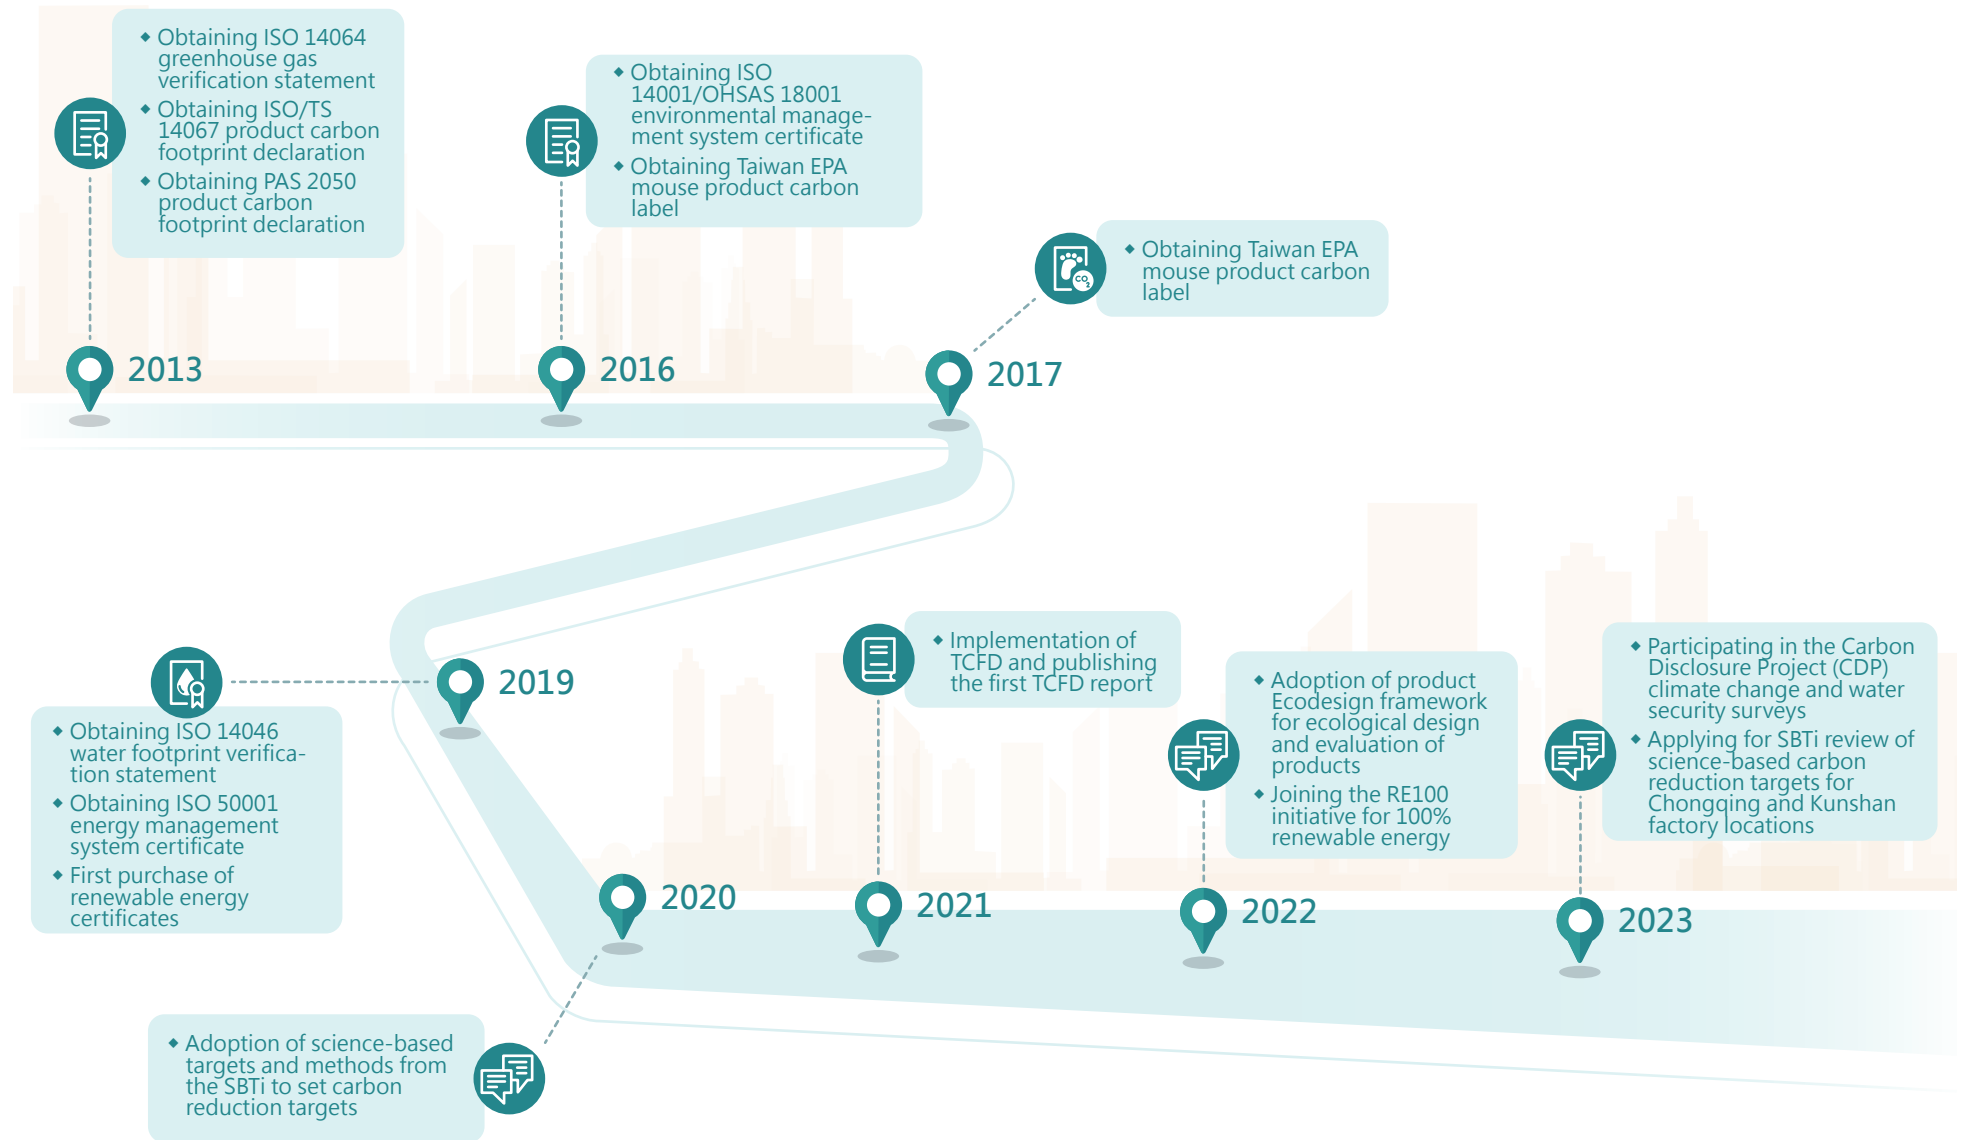 ◆ Obtaining ISO 14064
greenhouse gas
verification statement
◆ Obtaining ISO/TS
14067 product carbon
footprint declaration
◆ Obtaining PAS 2050
product carbon
footprint declaration
2013
◆ Obtaining ISO
14001/OHSAS 18001
environmental manage-
ment system certificate
◆ Obtaining Taiwan EPA
mouse product carbon
label
2016
CO2
◆ Obtaining Taiwan EPA
mouse product carbon
label
2017
2019
◆ Obtaining ISO 14046
water footprint verifica-
tion statement
◆ Obtaining ISO 50001
energy management
system certificate
◆ First purchase of
renewable energy
certificates
2020
◆ Adoption of science-based
targets and methods from
the SBTi to set carbon
reduction targets
◆ Implementation of
TCFD and publishing
the first TCFD report
2021
◆ Adoption of product
Ecodesign framework
for ecological design
and evaluation of
products
◆ Joining the RE100
initiative for 100%
renewable energy
2022
◆ Participating in the Carbon
Disclosure Project (CDP)
climate change and water
security surveys
◆ Applying for SBTi review of
science-based carbon
reduction targets for
Chongqing and Kunshan
factory locations
2023